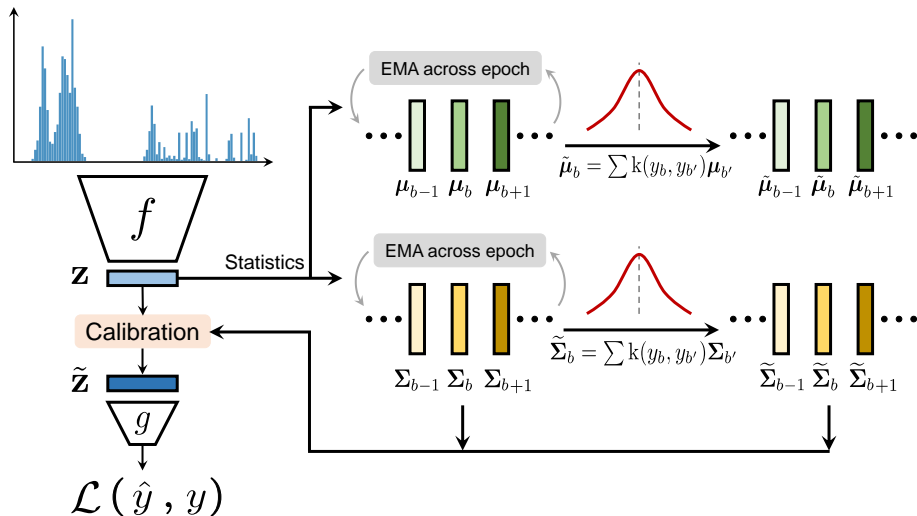 EMA across epoch
μ_{b−1} μ_b μ_{b+1}
μ̃_b = ∑ k(y_b, y_{b′})μ_{b′}
μ̃_{b−1} μ̃_b μ̃_{b+1}
f
z
Statistics
EMA across epoch
Calibration
Σ̃_b = ∑ k(y_b, y_{b′})Σ_{b′}
Σ_{b−1} Σ_b Σ_{b+1}
Σ̃_{b−1} Σ̃_b Σ̃_{b+1}
z̃
g
ℒ(ŷ, y)